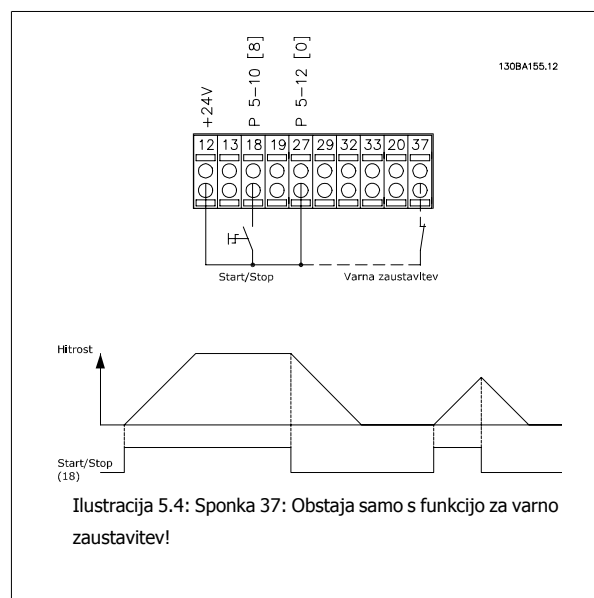 130BA155.12
+24V
P 5-10 [8]
P 5-12 [0]
12 13 18 19 27 29 32 33 20 37
Start/Stop
Varna zaustavitev
Hitrost
Start/Stop
(18)
Ilustracija 5.4: Sponka 37: Obstaja samo s funkcijo za varno
zaustavitev!